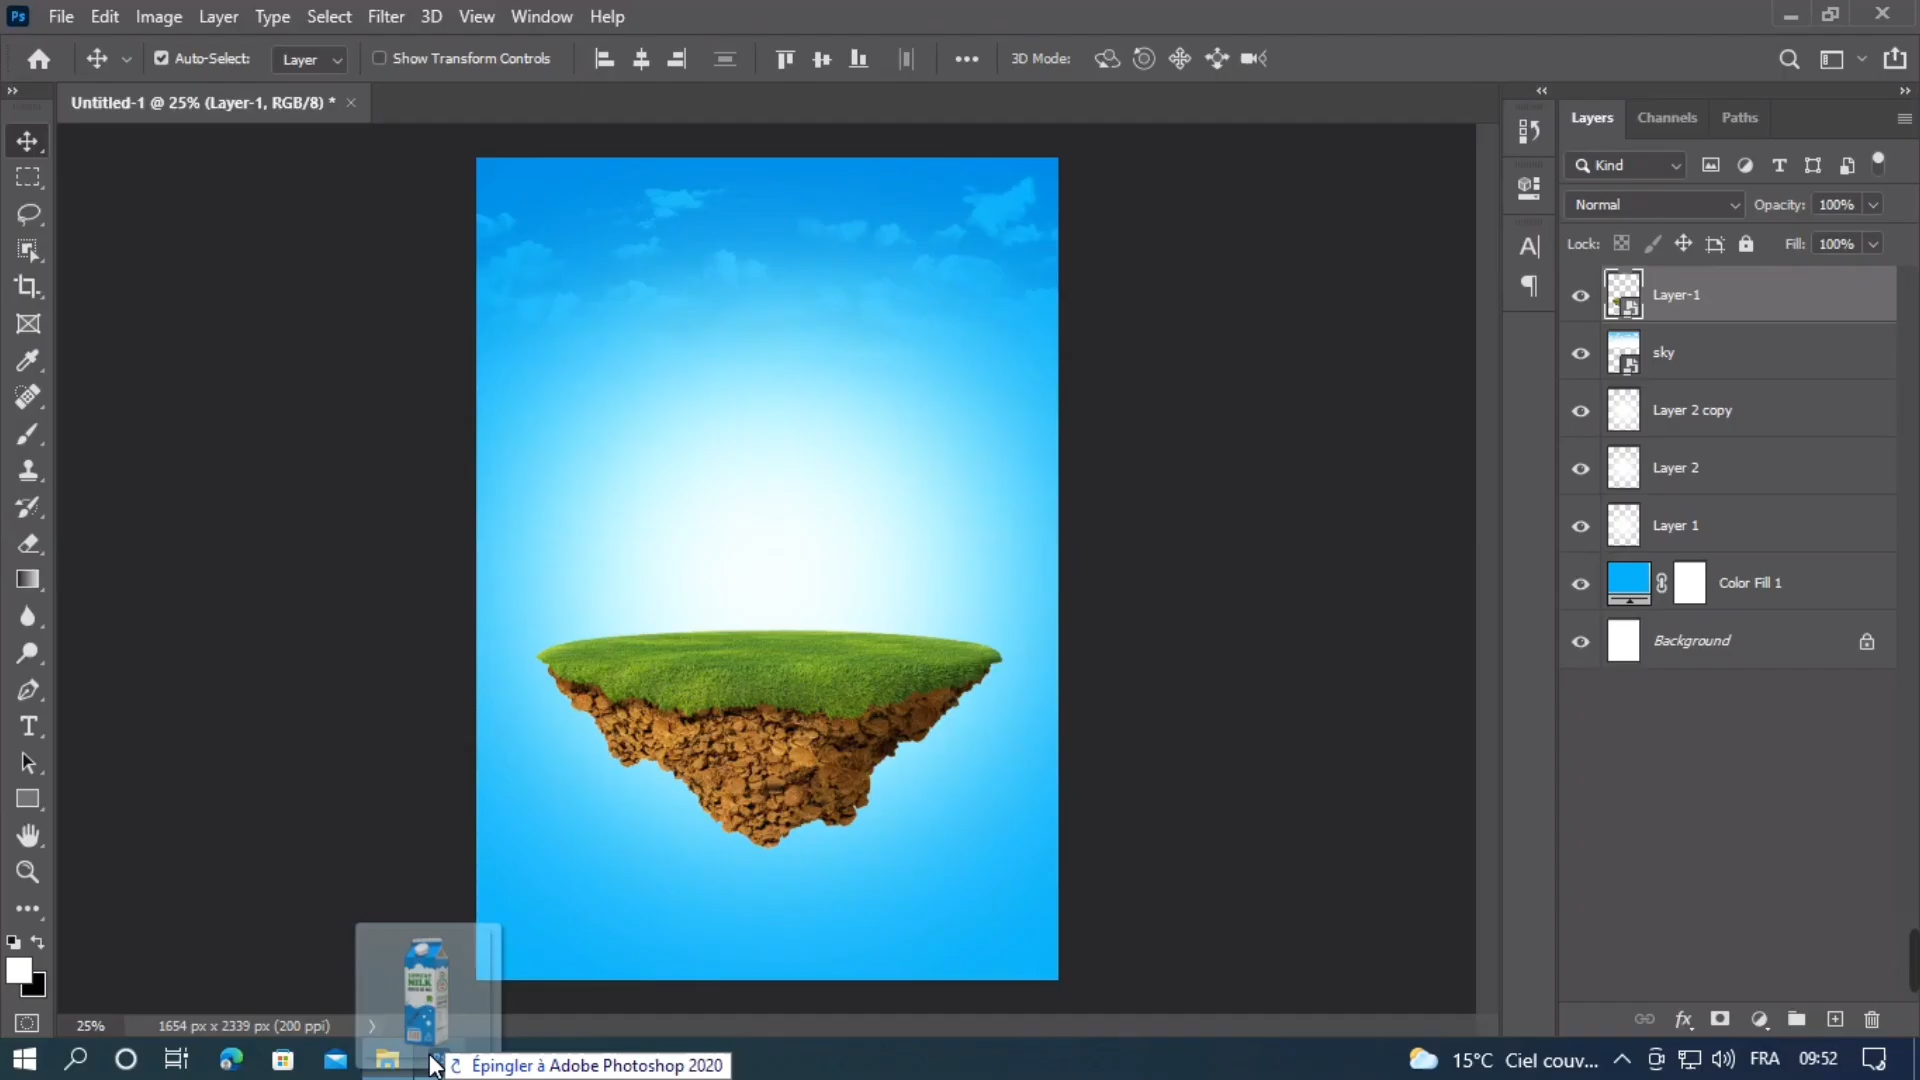 Ps File Edit Image Layer Type Select Filter 3D View Window Help
Auto-Select: Layer Show Transform Controls 3D Mode:
Untitled-1 @ 25% (Layer-1, RGB/8) *
Layers Channels Paths
Kind
Normal Opacity: 100%
Lock: Fill: 100%
Layer-1
sky
Layer 2 copy
Layer 2
Layer 1
Color Fill 1
Background
MILK
25% 1654 px x 2339 px (200 ppi)
Épingler à Adobe Photoshop 2020
15°C Ciel couv... FRA 09:52